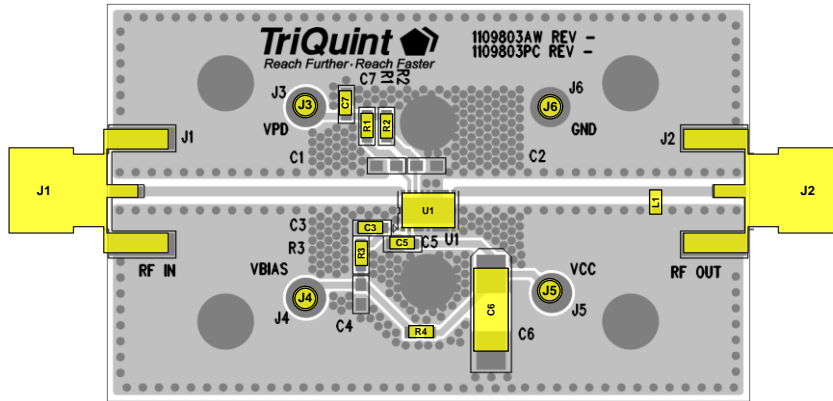 TriQuint
Reach Further · Reach Faster
1109803AW REV -
1109803PC REV -
J3
C7
R1
R2
J6
J3
C7
R1
R2
J6
VPD
GND
J1
J2
C1
C2
J1
J2
U1
L1
C3
C3
C5
C5
U1
R3
R3
RF IN
VBIAS
VCC
RF OUT
J4
J5
J4
J5
C6
C4
R4
C6